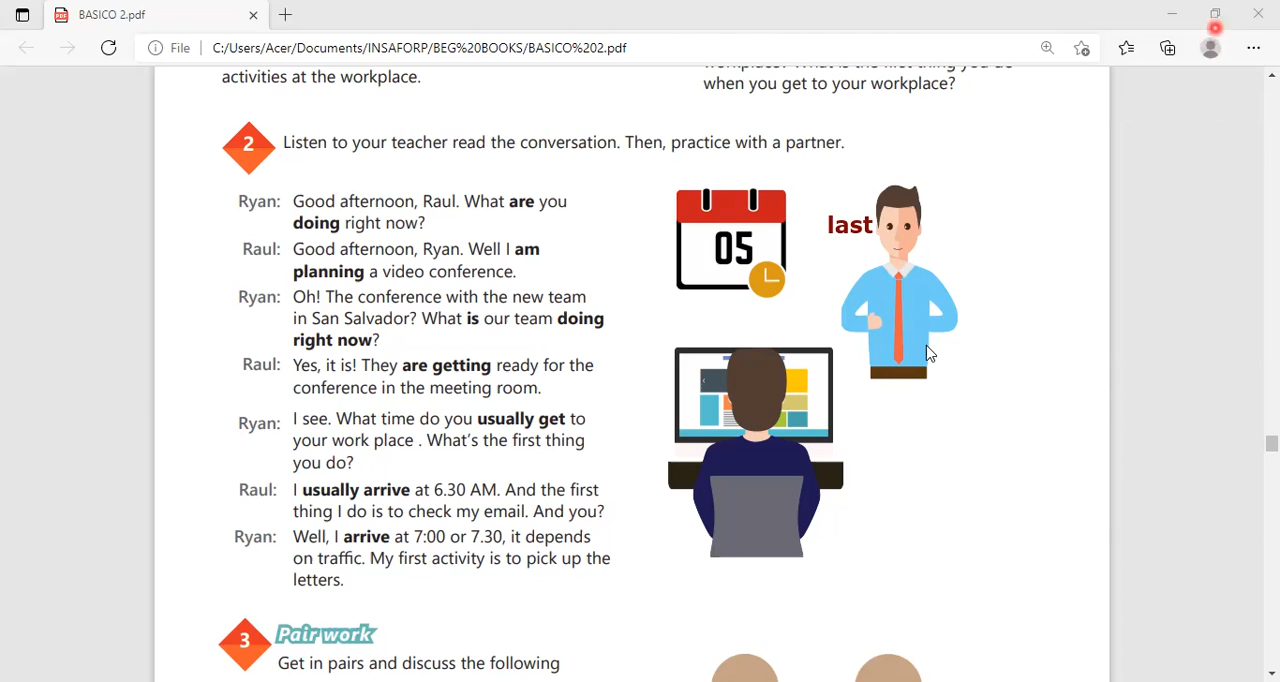 BASICO 2.pdf
File
C:/Users/Acer/Documents/INSAFORP/BEG%20BOOKS/BASICO%202.pdf
activities at the workplace.
when you get to your workplace?
2
Listen to your teacher read the conversation. Then, practice with a partner.
Ryan: Good afternoon, Raul. What are you
doing right now?
Raul: Good afternoon, Ryan. Well I am
planning a video conference.
Ryan: Oh! The conference with the new team
in San Salvador? What is our team doing
right now?
Raul: Yes, it is! They are getting ready for the
conference in the meeting room.
Ryan: I see. What time do you usually get to
your work place . What's the first thing
you do?
Raul: I usually arrive at 6.30 AM. And the first
thing I do is to check my email. And you?
Ryan: Well, I arrive at 7:00 or 7.30, it depends
on traffic. My first activity is to pick up the
letters.
05
last
3
Pair work
Get in pairs and discuss the following